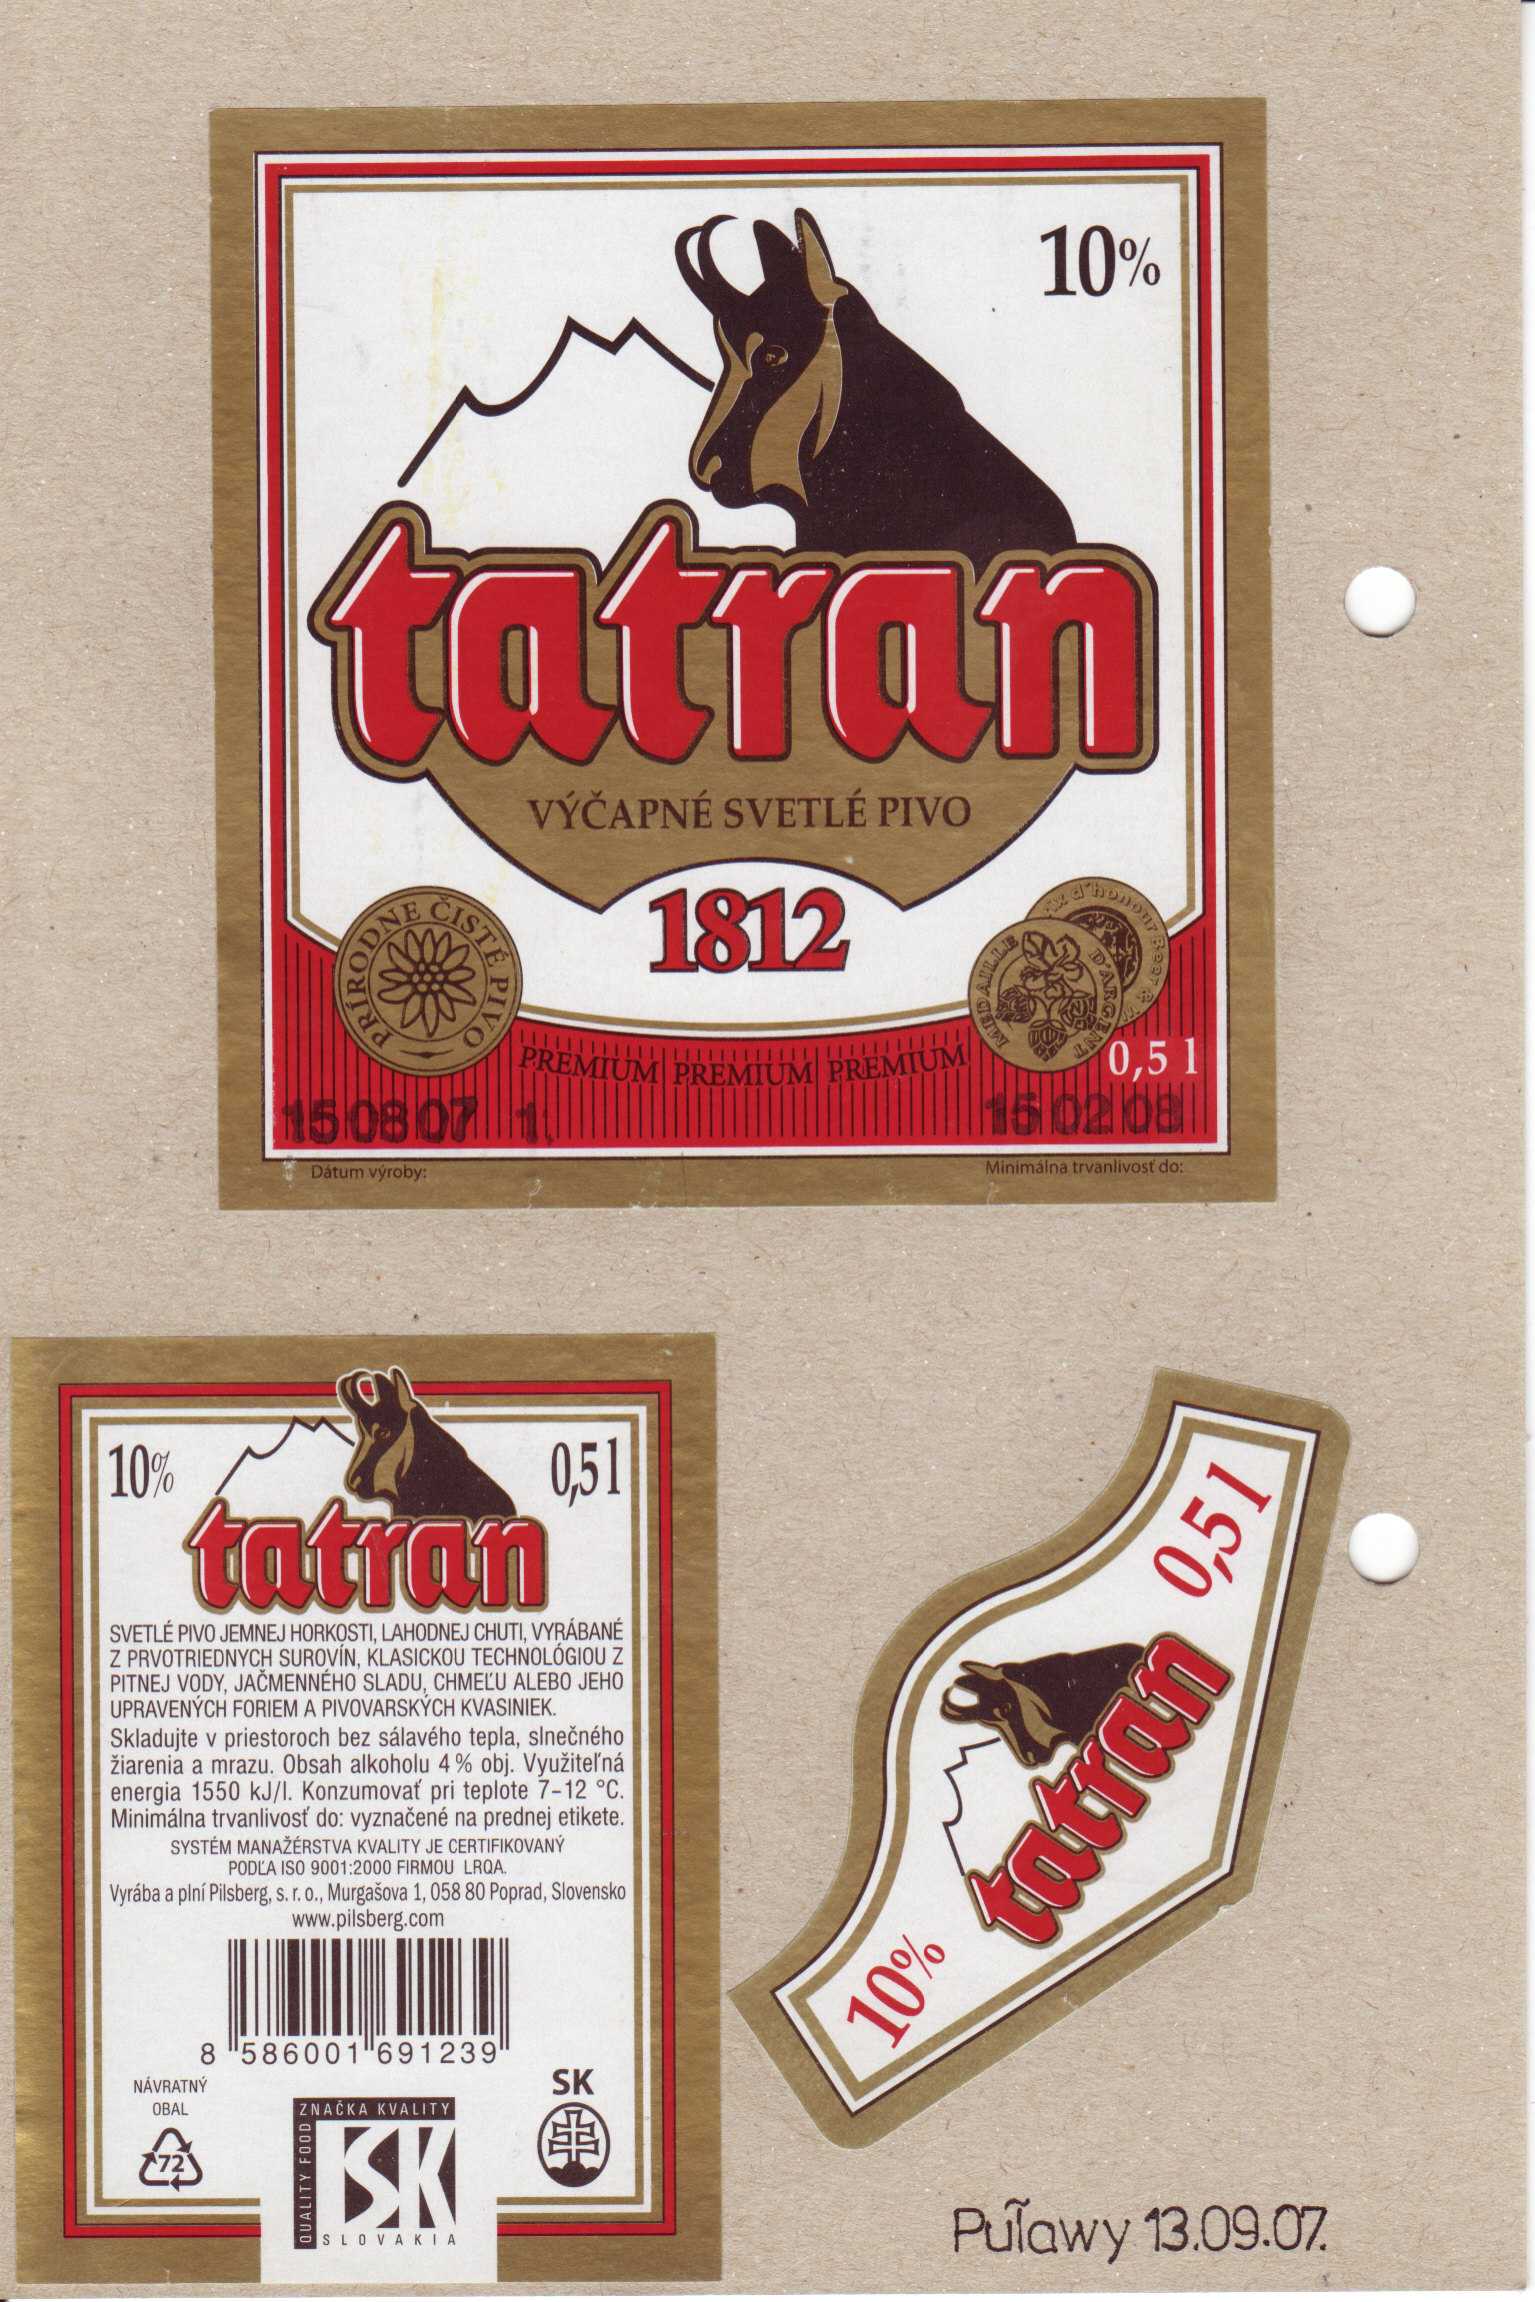 10%
tatran
VÝČAPNÉ SVETLÉ PIVO
1812
PRÍRODNE ČISTÉ PIVO
MEDAILLE D'ARGENT
d'honour Beer &
0,5 l
PREMIUM PREMIUM PREMIUM
15 08 07
15 02 08
Dátum výroby:
Minimálna trvanlivosť do:
10%
0,5 l
tatran
SVETLÉ PIVO JEMNEJ HORKOSTI, LAHODNEJ CHUTI, VYRÁBANÉ
Z PRVOTRIEDNYCH SUROVÍN, KLASICKOU TECHNOLÓGIOU Z
PITNEJ VODY, JAČMENNÉHO SLADU, CHMEĽU ALEBO JEHO
UPRAVENÝCH FORIEM A PIVOVARSKÝCH KVASINIEK.
Skladujte v priestoroch bez sálavého tepla, slnečného
žiarenia a mrazu. Obsah alkoholu 4 % obj. Využiteľná
energia 1550 kJ/l. Konzumovať pri teplote 7–12 °C.
Minimálna trvanlivosť do: vyznačené na prednej etikete.
SYSTÉM MANAŽÉRSTVA KVALITY JE CERTIFIKOVANÝ
PODĽA ISO 9001:2000 FIRMOU LRQA.
Vyrába a plní Pilsberg, s. r. o., Murgašova 1, 058 80 Poprad, Slovensko
www.pilsberg.com
8 586001 691239
NÁVRATNÝ
OBAL
72
ZNAČKA KVALITY
QUALITY FOOD
SK
SLOVAKIA
SK
0,5 l
tatran
10%
Puławy 13.09.07.